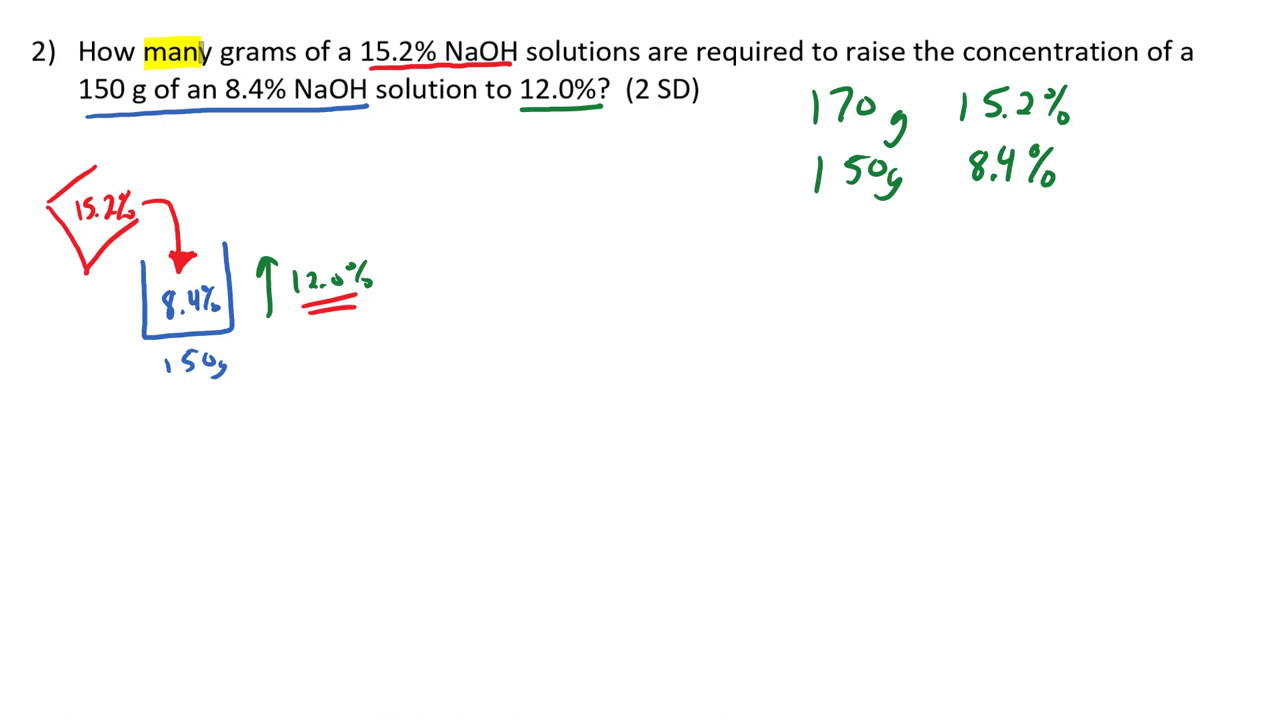 2) How many grams of a 15.2% NaOH solutions are required to raise the concentration of a
150 g of an 8.4% NaOH solution to 12.0%? (2 SD)
170g 15.2%
150g 8.4%
15.2%
8.4%
12.0%
150g